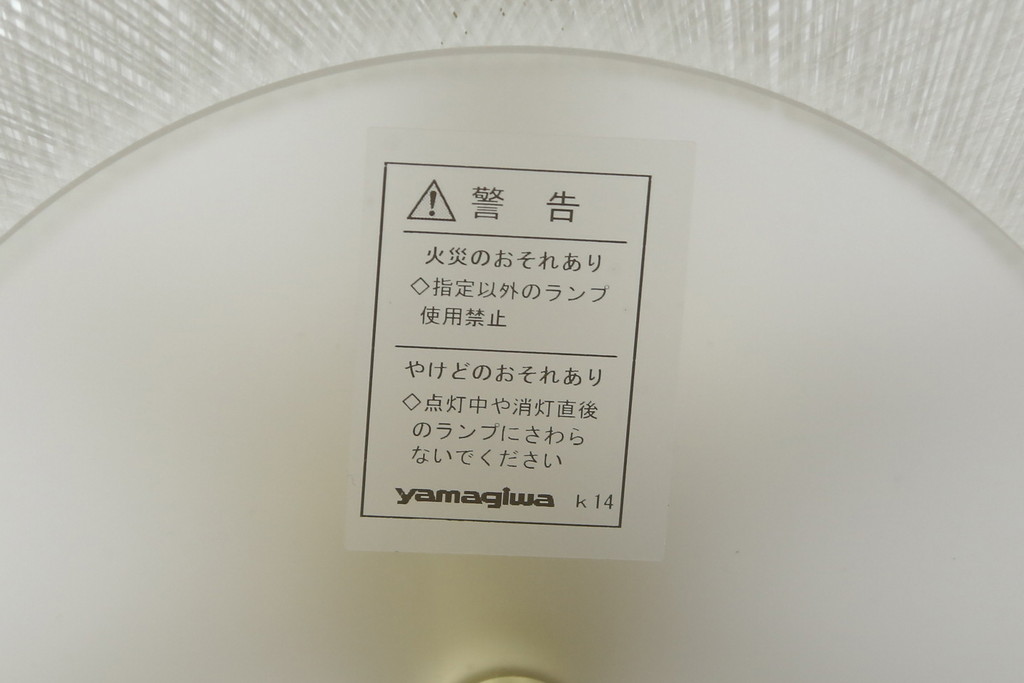 警告
火災のおそれあり
◇指定以外のランプ
使用禁止
やけどのおそれあり
◇点灯中や消灯直後
のランプにさわら
ないでください
yamagiwa k14